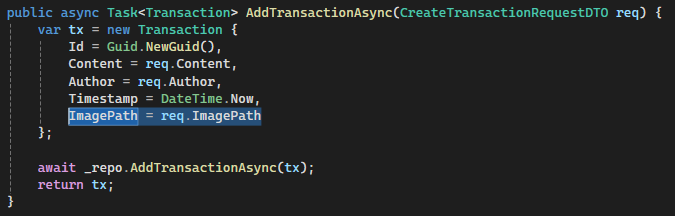 public async Task<Transaction> AddTransactionAsync(CreateTransactionRequestDTO req) {
var tx = new Transaction {
Id = Guid.NewGuid(),
Content = req.Content,
Author = req.Author,
Timestamp = DateTime.Now,
ImagePath = req.ImagePath
};
await _repo.AddTransactionAsync(tx);
return tx;
}